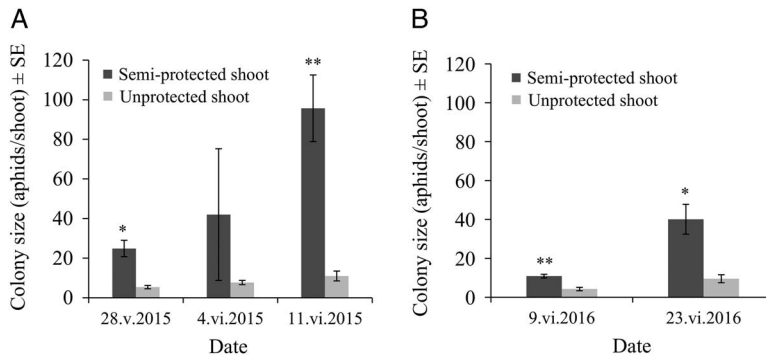 A
Colony size (aphids/shoot) ± SE
120
100
80
60
40
20
0
Semi-protected shoot
Unprotected shoot
*
**
28.v.2015
4.vi.2015
11.vi.2015
Date
B
Colony size (aphids/shoot) ± SE
120
100
80
60
40
20
0
Semi-protected shoot
Unprotected shoot
**
*
9.vi.2016
23.vi.2016
Date